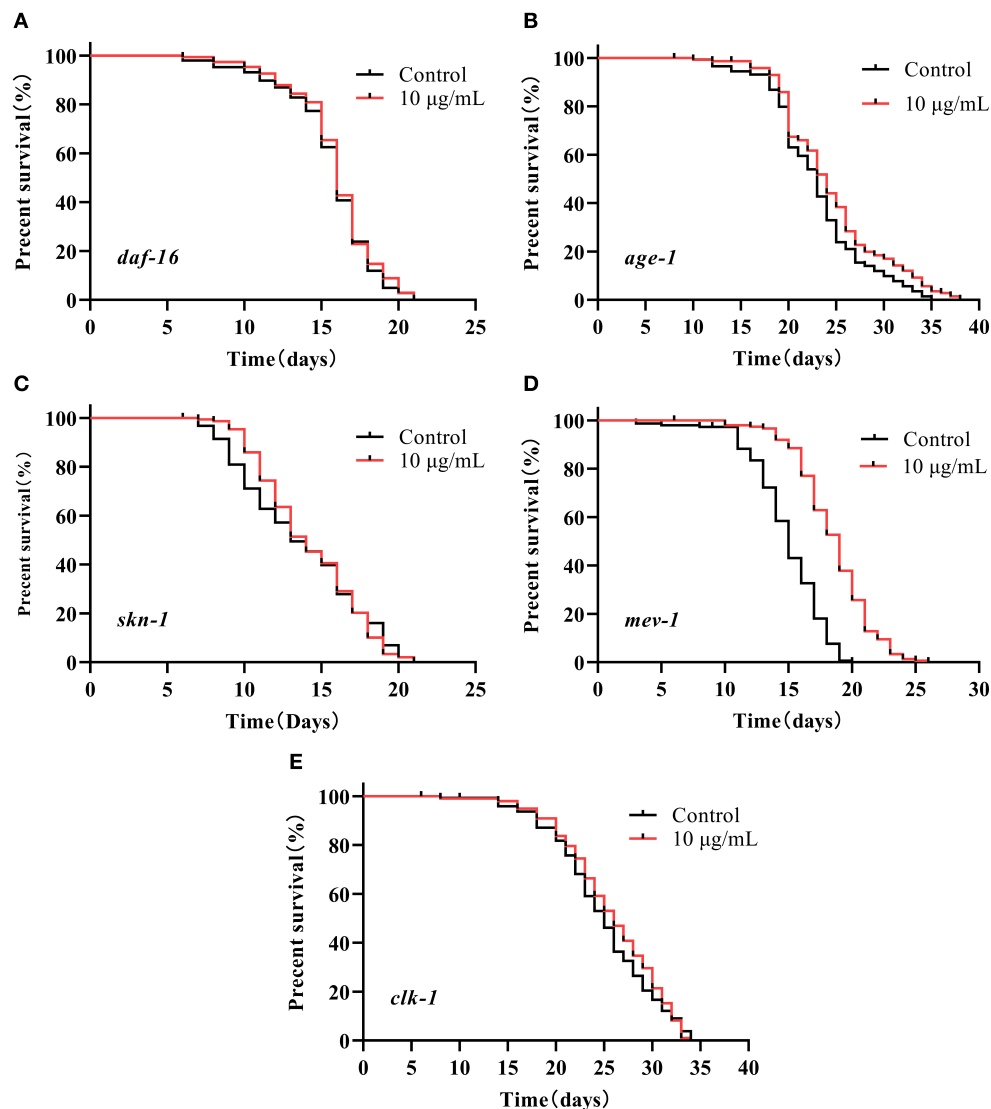 A
Precent survival(%)
100
80
60
40
20
0
Control
10 μg/mL
daf-16
0 5 10 15 20 25
Time(days)
B
Precent survival(%)
100
80
60
40
20
0
Control
10 μg/mL
age-1
0 5 10 15 20 25 30 35 40
Time(days)
C
Precent survival(%)
100
80
60
40
20
0
Control
10 μg/mL
skn-1
0 5 10 15 20 25
Time(Days)
D
Precent survival(%)
100
80
60
40
20
0
Control
10 μg/mL
mev-1
0 5 10 15 20 25 30
Time(days)
E
Precent survival(%)
100
80
60
40
20
0
Control
10 μg/mL
clk-1
0 5 10 15 20 25 30 35 40
Time(days)